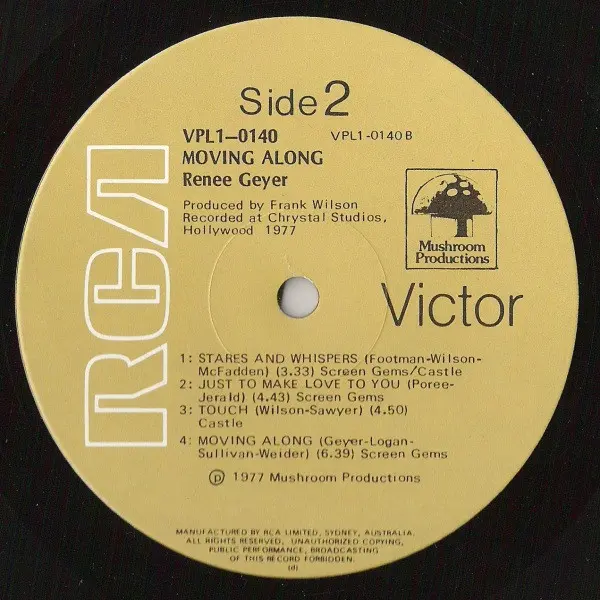 Side 2
VPL1-0140 VPL1-0140 B
MOVING ALONG
Renee Geyer
Produced by Frank Wilson
Recorded at Chrystal Studios,
Hollywood 1977
Mushroom
Productions
RCA
Victor
1: STARES AND WHISPERS (Footman-Wilson-
McFadden) (3.33) Screen Gems/Castle
2: JUST TO MAKE LOVE TO YOU (Poree-
Jerald) (4.43) Screen Gems
3: TOUCH (Wilson-Sawyer) (4.50)
Castle
4: MOVING ALONG (Geyer-Logan-
Sullivan-Weider) (6.39) Screen Gems
℗ 1977 Mushroom Productions
MANUFACTURED BY RCA LIMITED, SYDNEY, AUSTRALIA.
ALL RIGHTS RESERVED, UNAUTHORIZED COPYING,
PUBLIC PERFORMANCE, BROADCASTING
OF THIS RECORD FORBIDDEN.
(d)